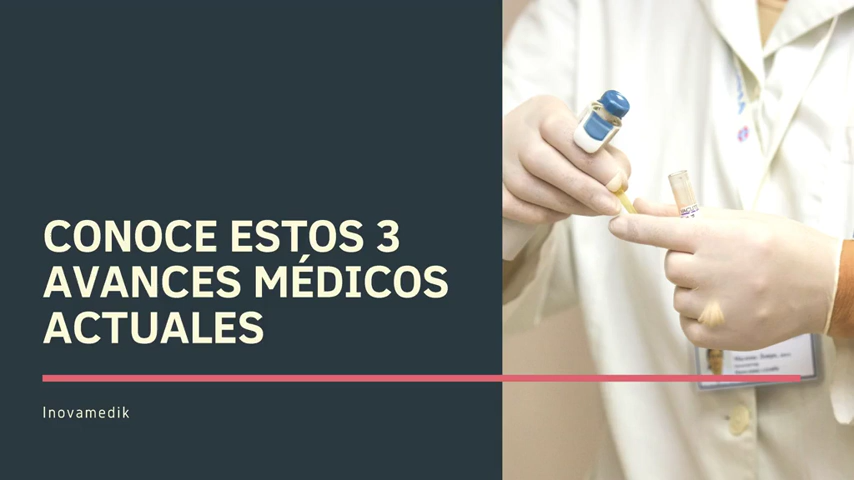 CONOCE ESTOS 3
AVANCES MÉDICOS
ACTUALES
Inovamedik